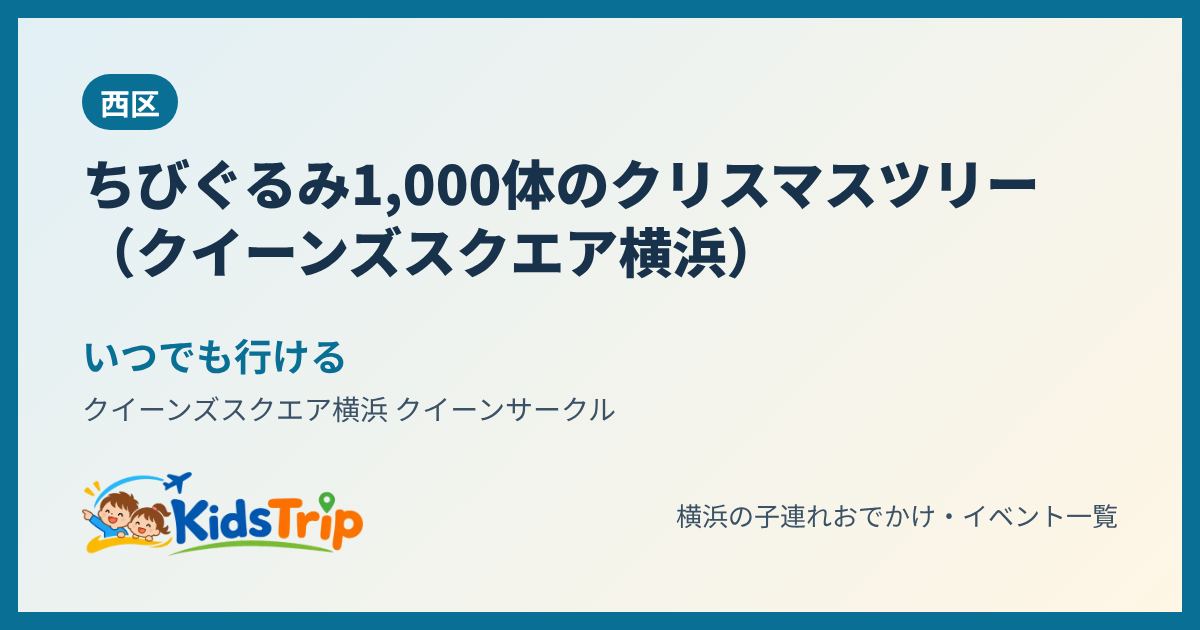 西区
ちびぐるみ1,000体のクリスマスツリー
（クイーンズスクエア横浜）
いつでも行ける
クイーンズスクエア横浜 クイーンサークル
KidsTrip
横浜の子連れおでかけ・イベント一覧